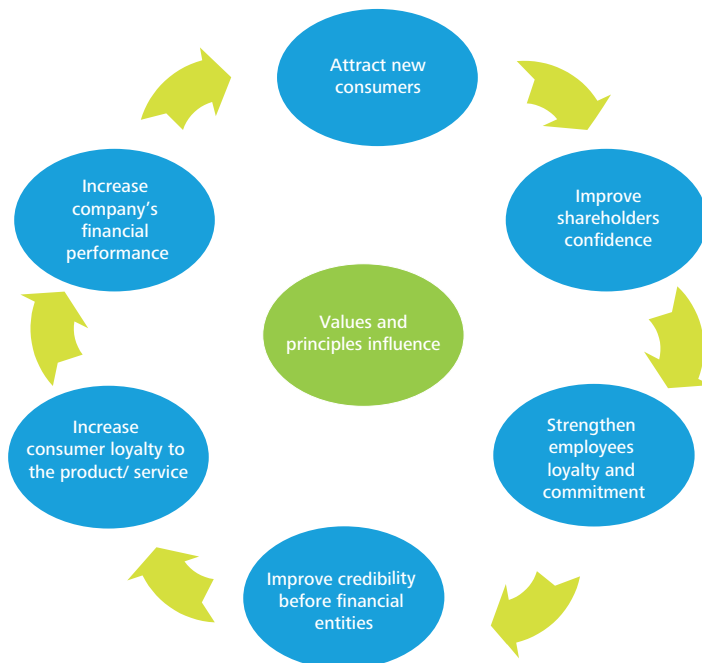 Attract new
consumers
Improve
shareholders
confidence
Strengthen
employees
loyalty and
commitment
Improve credibility
before financial
entities
Increase
consumer loyalty to
the product/ service
Increase
company’s
financial
performance
Values and
principles influence